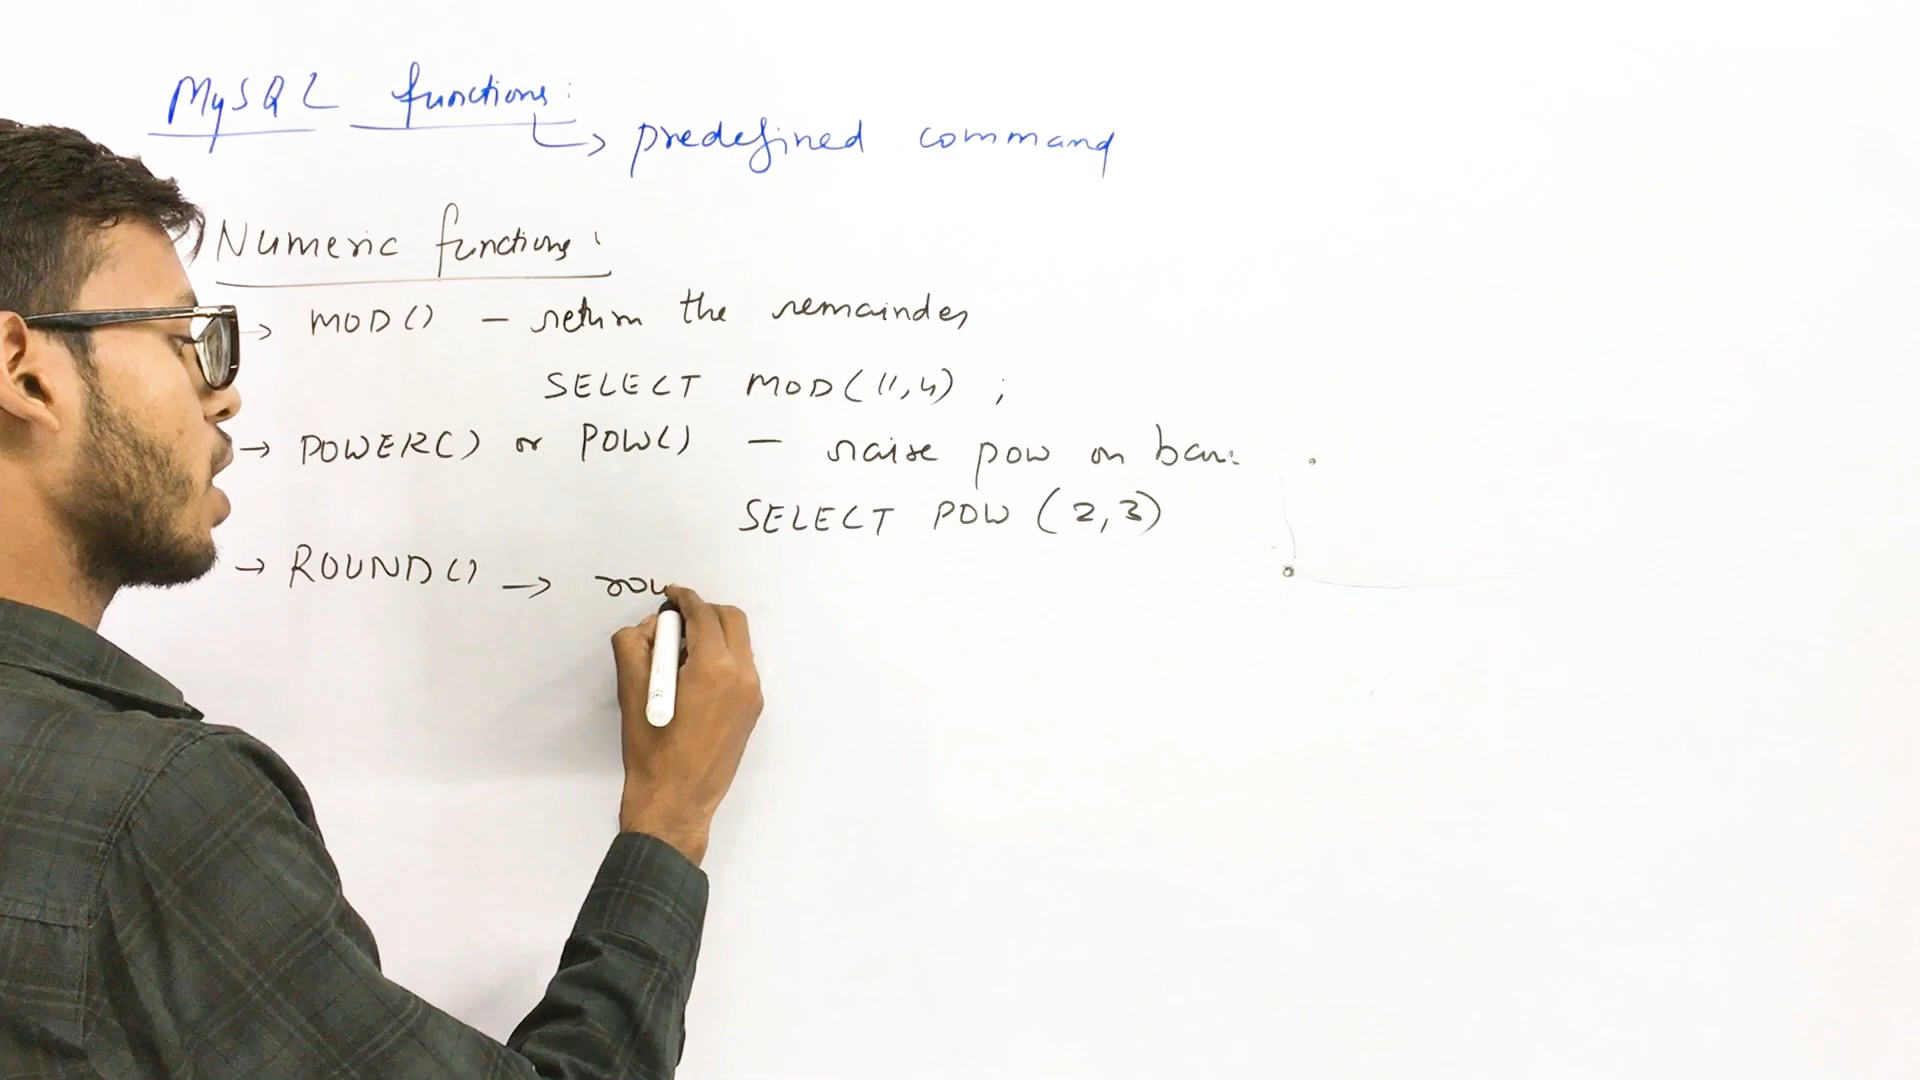 MySQL functions:
↳ predefined command
) Numeric functions:
→ MOD() - return the remainder
SELECT MOD(11,4) ;
→ POWER() or POW() - raise pow on
SELECT POW (2,3)
→ ROUND() → rou